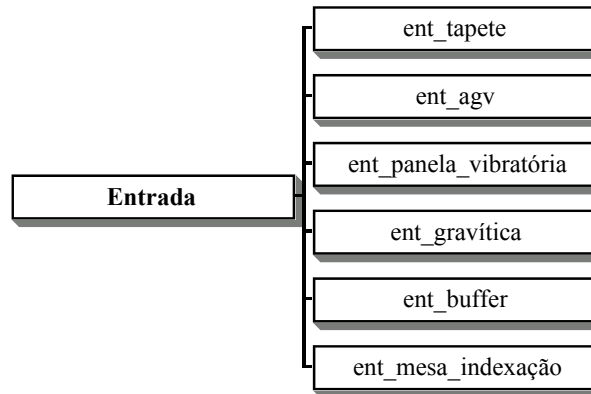 ent_tapete
ent_agv
ent_panela_vibratória
Entrada
ent_gravítica
ent_buffer
ent_mesa_indexação